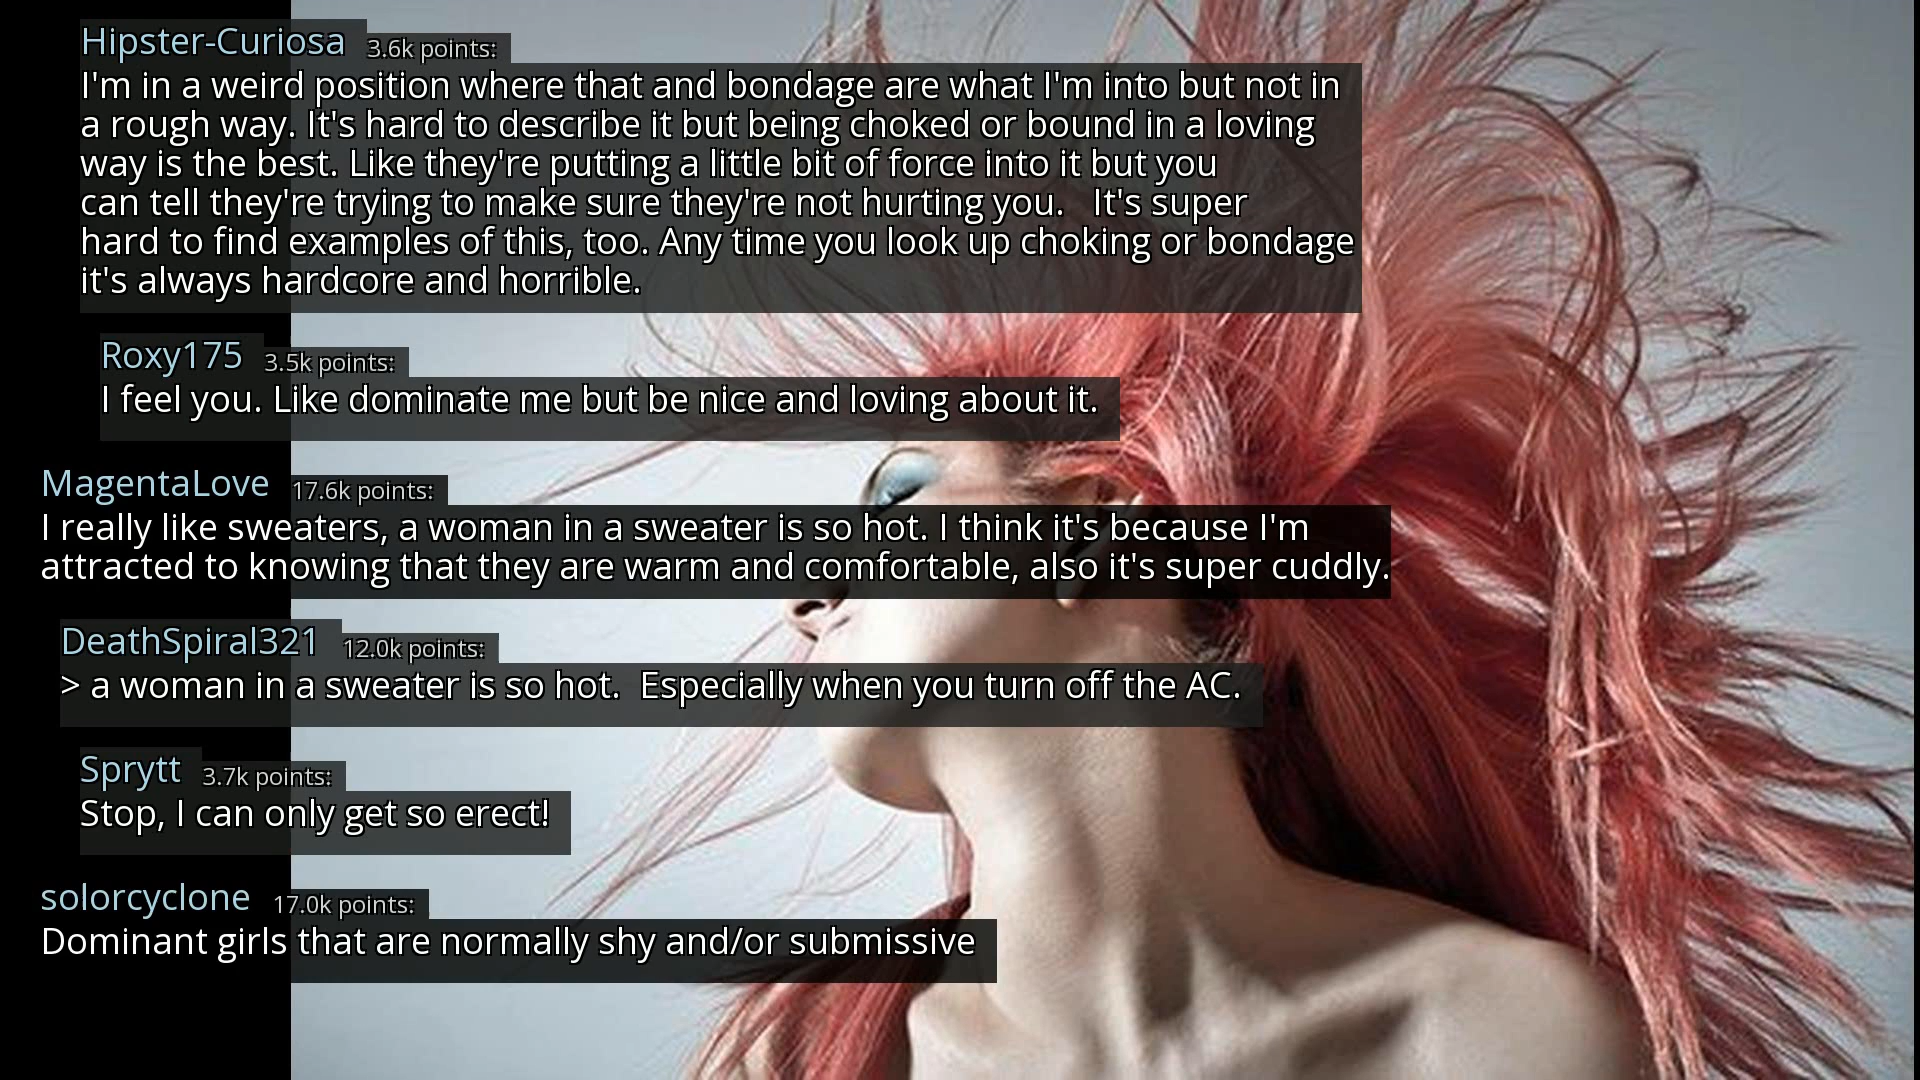 Hipster-Curiosa 3.6k points:
I'm in a weird position where that and bondage are what I'm into but not in
a rough way. It's hard to describe it but being choked or bound in a loving
way is the best. Like they're putting a little bit of force into it but you
can tell they're trying to make sure they're not hurting you.   It's super
hard to find examples of this, too. Any time you look up choking or bondage
it's always hardcore and horrible.
Roxy175 3.5k points:
I feel you. Like dominate me but be nice and loving about it.
MagentaLove 17.6k points:
I really like sweaters, a woman in a sweater is so hot. I think it's because I'm
attracted to knowing that they are warm and comfortable, also it's super cuddly.
DeathSpiral321 12.0k points:
> a woman in a sweater is so hot.  Especially when you turn off the AC.
Sprytt 3.7k points:
Stop, I can only get so erect!
solorcyclone 17.0k points:
Dominant girls that are normally shy and/or submissive